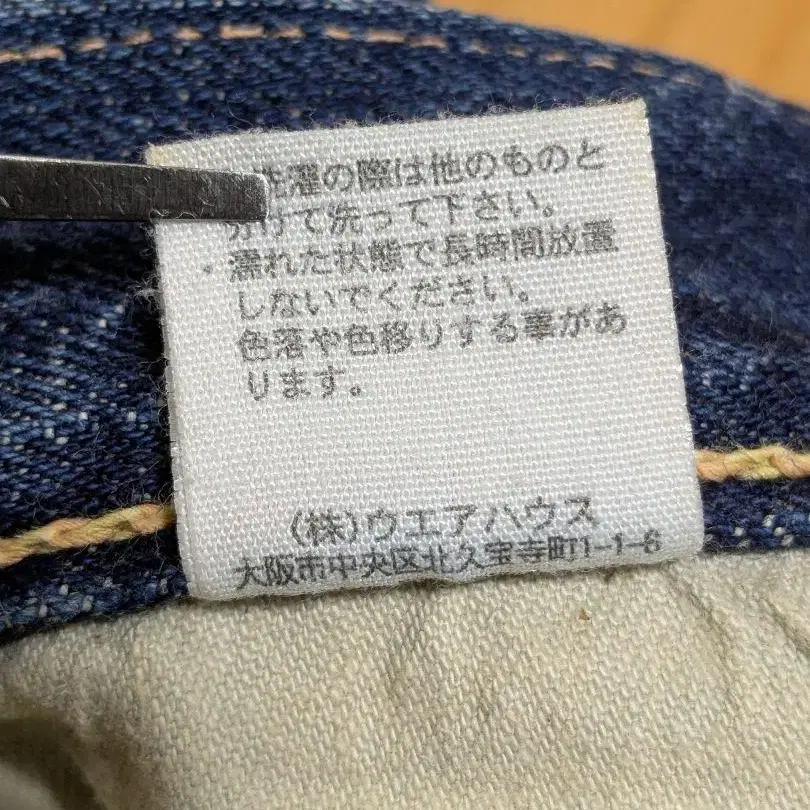 洗濯の際は他のものと
分けて洗って下さい。
・濡れた状態で長時間放置
しないでください。
色落や色移りする事があ
ります。
(株)ウエアハウス
大阪市中央区北久宝寺町1-1-6